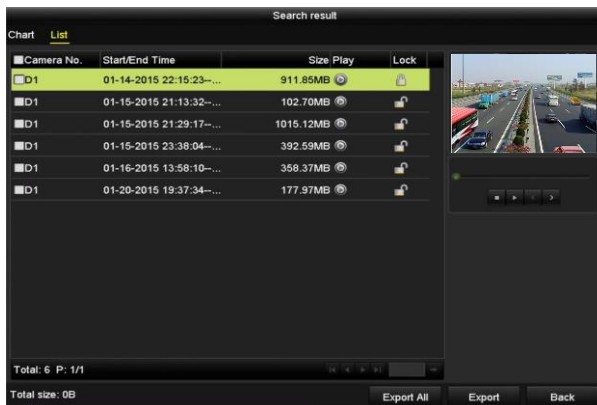 Search result
Chart List
Camera No. Start/End Time Size Play Lock
D1 01-14-2015 22:15:23--... 911.85MB
D1 01-15-2015 21:13:32--... 102.70MB
D1 01-15-2015 21:29:17--... 1015.12MB
D1 01-15-2015 23:38:04--... 392.59MB
D1 01-16-2015 13:58:10--... 358.37MB
D1 01-20-2015 19:37:34--... 177.97MB
Total: 6 P: 1/1
Total size: 0B Export All Export Back